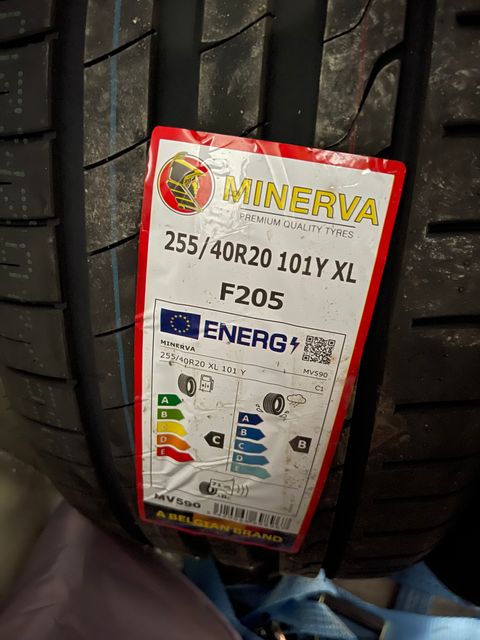 MINERVA
PREMIUM QUALITY TYRES
255/40R20 101Y XL
F205
ENERG
MINERVA
MV590
255/40R20 XL 101 Y
C1
A
A
B
B
C
C
C
B
D
D
E
E
71
MV590
A BELGIAN BRAND